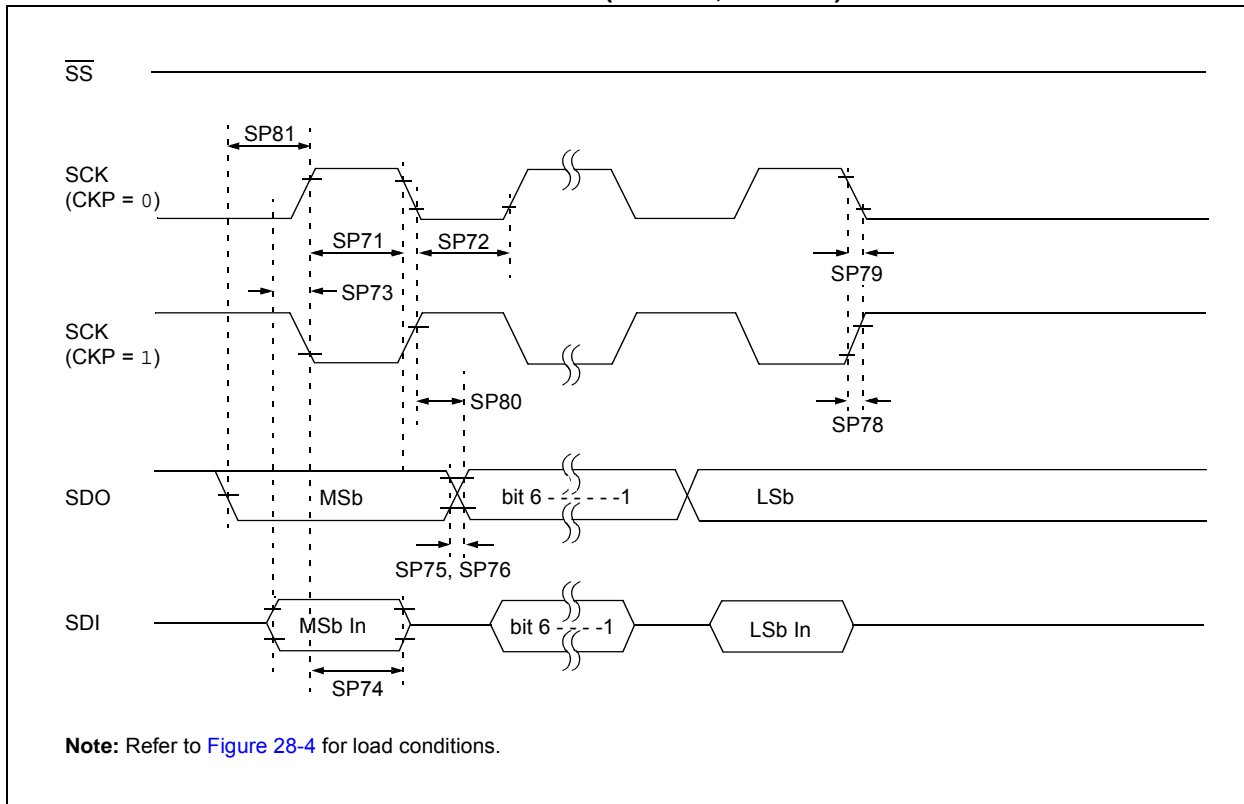 SS
SP81
SCK
(CKP = 0)
SP71
SP72
SP79
SP73
SCK
(CKP = 1)
SP80
SP78
SDO
MSb
bit 6 - - - - - - -1
LSb
SP75, SP76
SDI
MSb In
bit 6 - - - - -1
LSb In
SP74
Note: Refer to Figure 28-4 for load conditions.